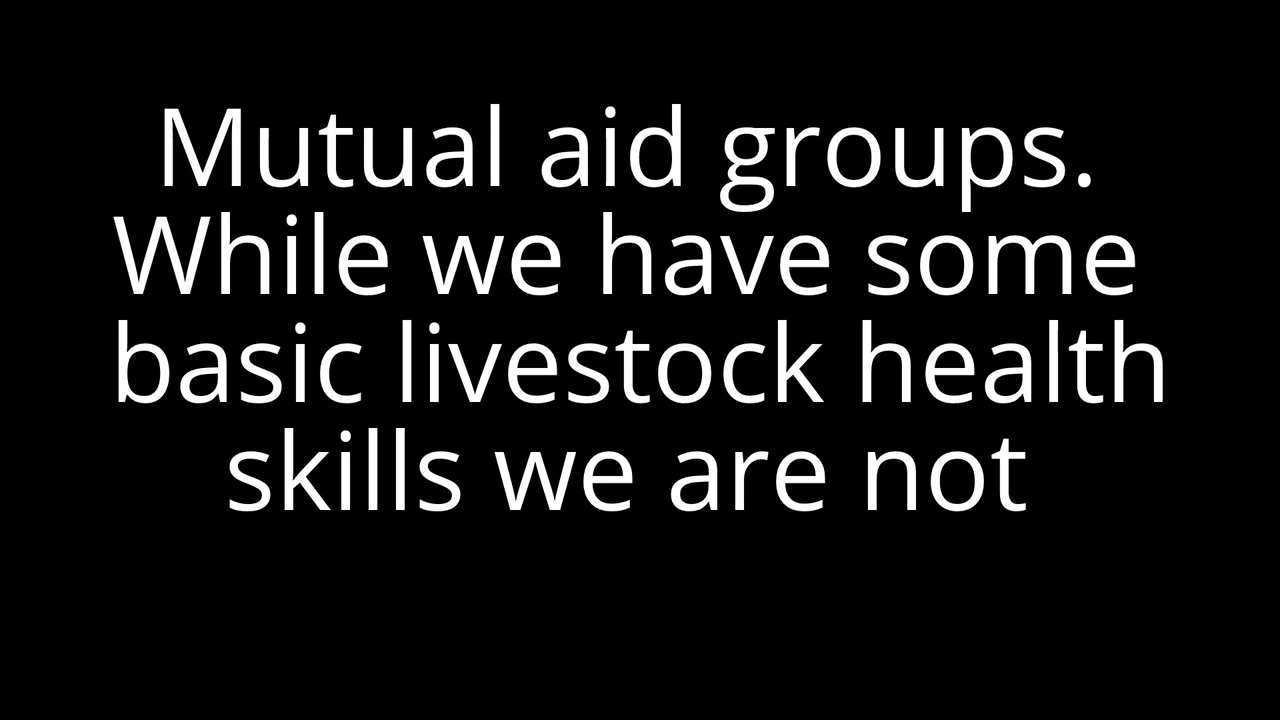 Mutual aid groups.
While we have some
basic livestock health
skills we are not